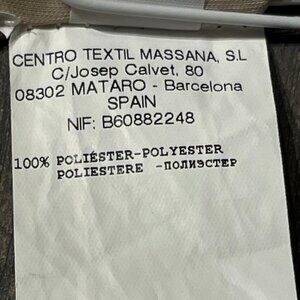 CENTRO TEXTIL MASSANA, S.L
C/Josep Calvet, 80
08302 MATARO - Barcelona
SPAIN
NIF: B60882248
100% POLIÉSTER-POLYESTER
POLIESTERE -ПОЛИЭСТЕР